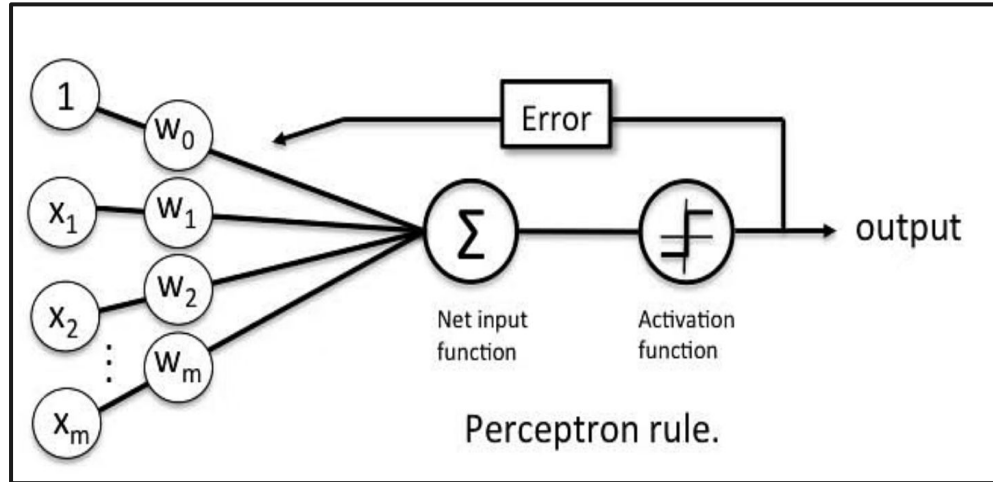 1
w0
Error
x1
w1
Σ
output
x2
w2
Net input
function
Activation
function
⋮
wm
xm
Perceptron rule.